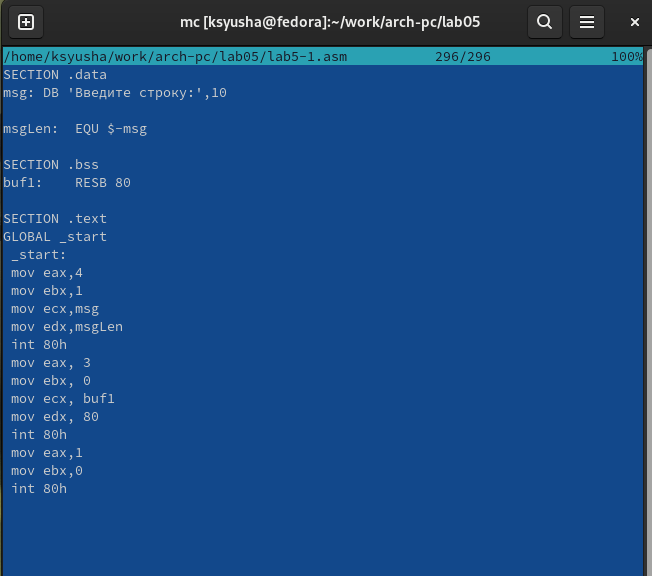 mc [ksyusha@fedora]:~/work/arch-pc/lab05
/home/ksyusha/work/arch-pc/lab05/lab5-1.asm 296/296 100%
SECTION .data
msg: DB 'Введите строку:',10
msgLen: EQU $-msg
SECTION .bss
buf1: RESB 80
SECTION .text
GLOBAL _start
_start:
mov eax,4
mov ebx,1
mov ecx,msg
mov edx,msgLen
int 80h
mov eax, 3
mov ebx, 0
mov ecx, buf1
mov edx, 80
int 80h
mov eax,1
mov ebx,0
int 80h